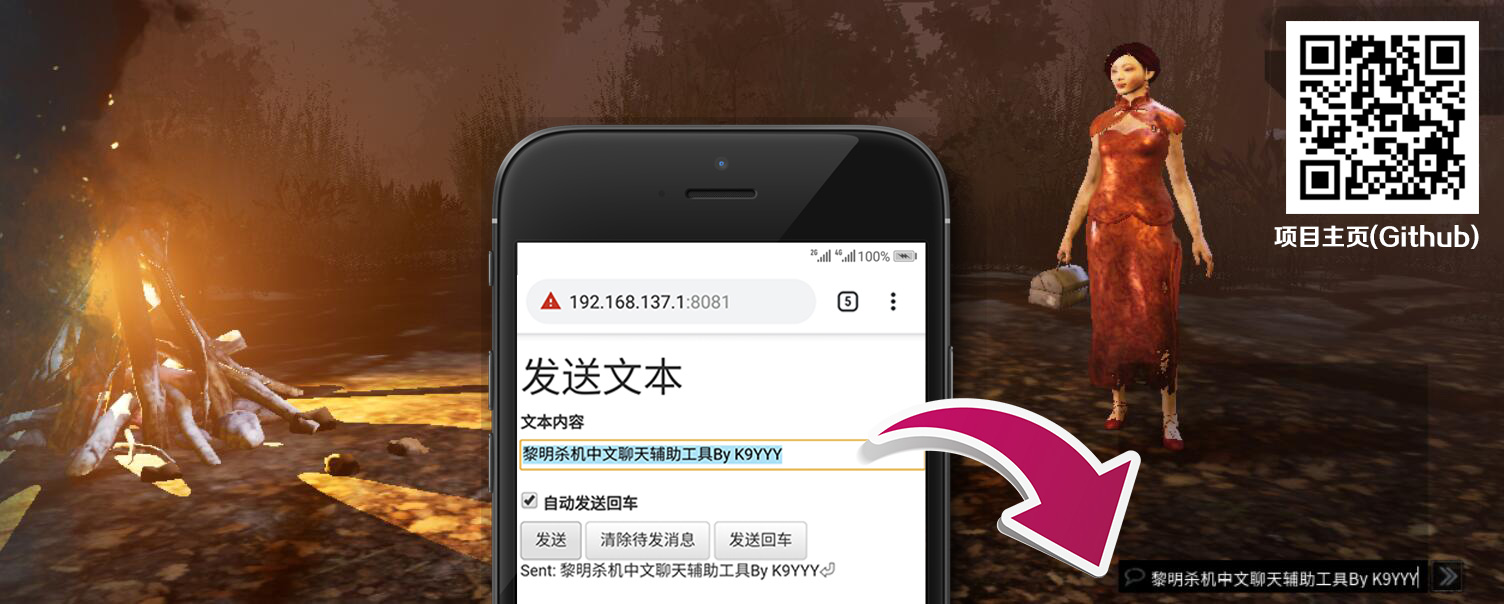 项目主页(Github)
2G 4G 100%
192.168.137.1:8081
5
发送文本
文本内容
黎明杀机中文聊天辅助工具By K9YYY
自动发送回车
发送 清除待发消息 发送回车
Sent: 黎明杀机中文聊天辅助工具By K9YYY⏎
黎明杀机中文聊天辅助工具By K9YYY